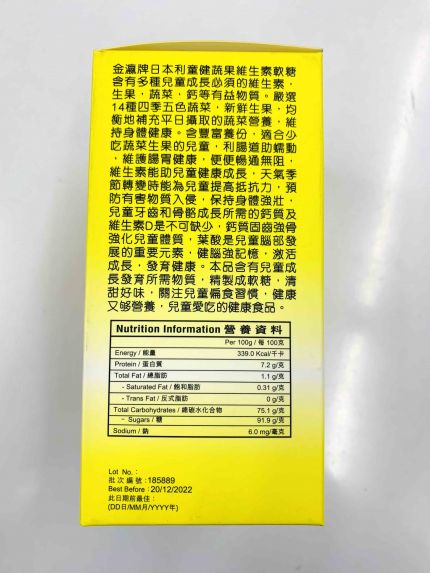 金瀛牌日本利童健蔬果維生素軟糖
含有多種兒童成長必須的維生素，
生果，蔬菜，鈣等有益物質。嚴選
14種四季五色蔬菜，新鮮生果，均
衡地補充平日攝取的蔬菜營養，維
持身體健康。含豐富養份，適合少
吃蔬菜生果的兒童，利腸道助蠕動
，維護腸胃健康，使便暢通無阻，
維生素能助兒童健康成長，天氣季
節轉變時能為兒童提高抵抗力，預
防有害物質入侵，保持身體強壯，
兒童牙齒和骨骼成長所需的鈣質及
維生素D是不可缺少，鈣質固齒強骨
強化兒童體質，葉酸是兒童腦部發
展的重要元素，健腦強記憶，激活
成長，發育健康。本品含有兒童成
長發育所需物質，精製成軟糖，清
甜好味，關注兒童偏食習慣，健康
又够營養，兒童愛吃的健康食品。
Nutrition Information 營養資料
Per 100g / 每 100克
Energy / 能量 339.0 Kcal/千卡
Protein / 蛋白質 7.2 g/克
Total Fat / 總脂肪 1.1 g/克
- Saturated Fat / 飽和脂肪 0.31 g/克
- Trans Fat / 反式脂肪 0 g/克
Total Carbohydrates / 總碳水化合物 75.1 g/克
- Sugars / 糖 91.9 g/克
Sodium / 鈉 6.0 mg/毫克
Lot No. :
批次編號 :185889
Best Before : 20/12/2022
此日期前最佳 :
(DD日/MM月/YYYY年)